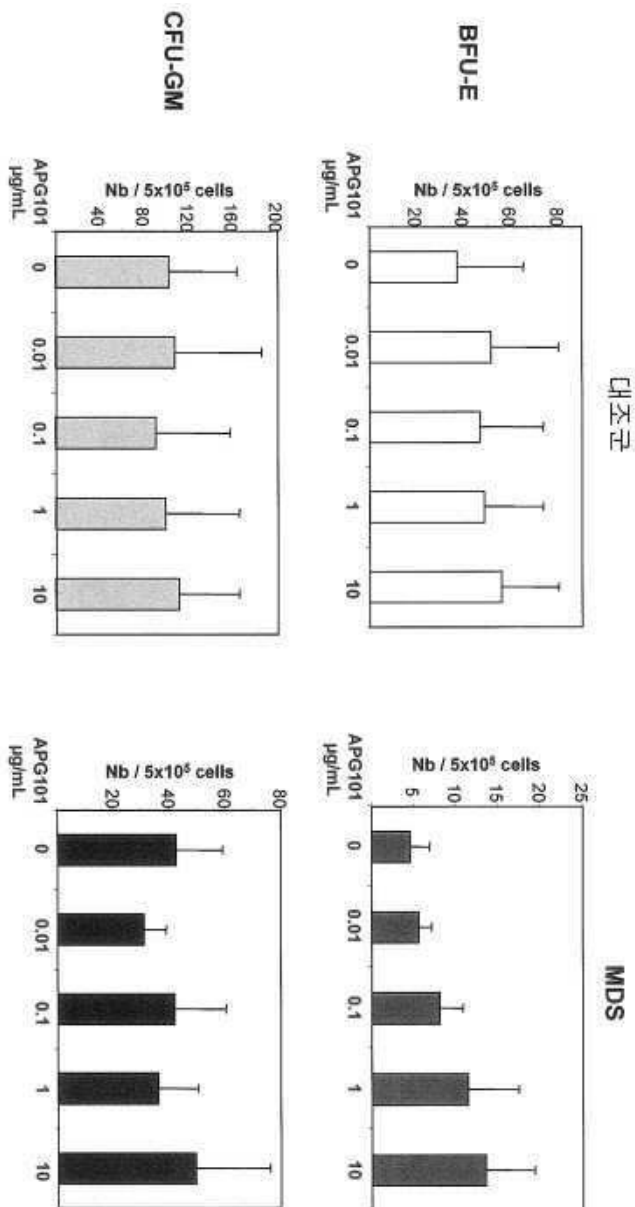 대조군
MDS
BFU-E
Nb / 5x10⁵ cells
80
60
40
20
APG101 0 0.01 0.1 1 10
µg/mL
Nb / 5x10⁵ cells
25
20
15
10
5
APG101 0 0.01 0.1 1 10
µg/mL
CFU-GM
Nb / 5x10⁵ cells
200
160
120
80
40
APG101 0 0.01 0.1 1 10
µg/mL
Nb / 5x10⁵ cells
80
60
40
20
APG101 0 0.01 0.1 1 10
µg/mL